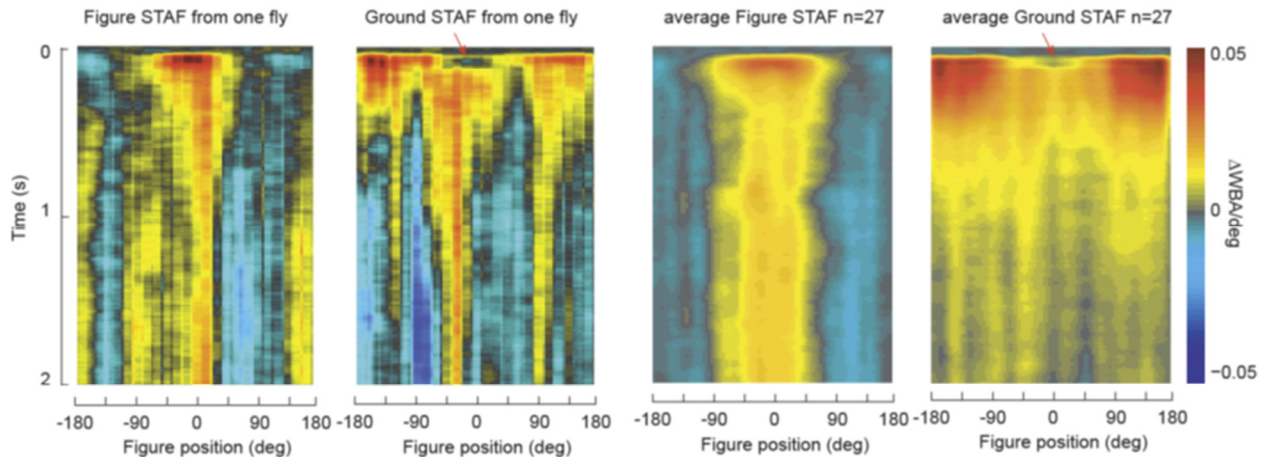 Figure STAF from one fly
Ground STAF from one fly
average Figure STAF n=27
average Ground STAF n=27
0
1
2
Time (s)
-180 -90 0 90 180
Figure position (deg)
-180 -90 0 90 180
Figure position (deg)
-180 -90 0 90 180
Figure position (deg)
-180 -90 0 90 180
Figure position (deg)
0.05
0
−0.05
ΔWBA/deg